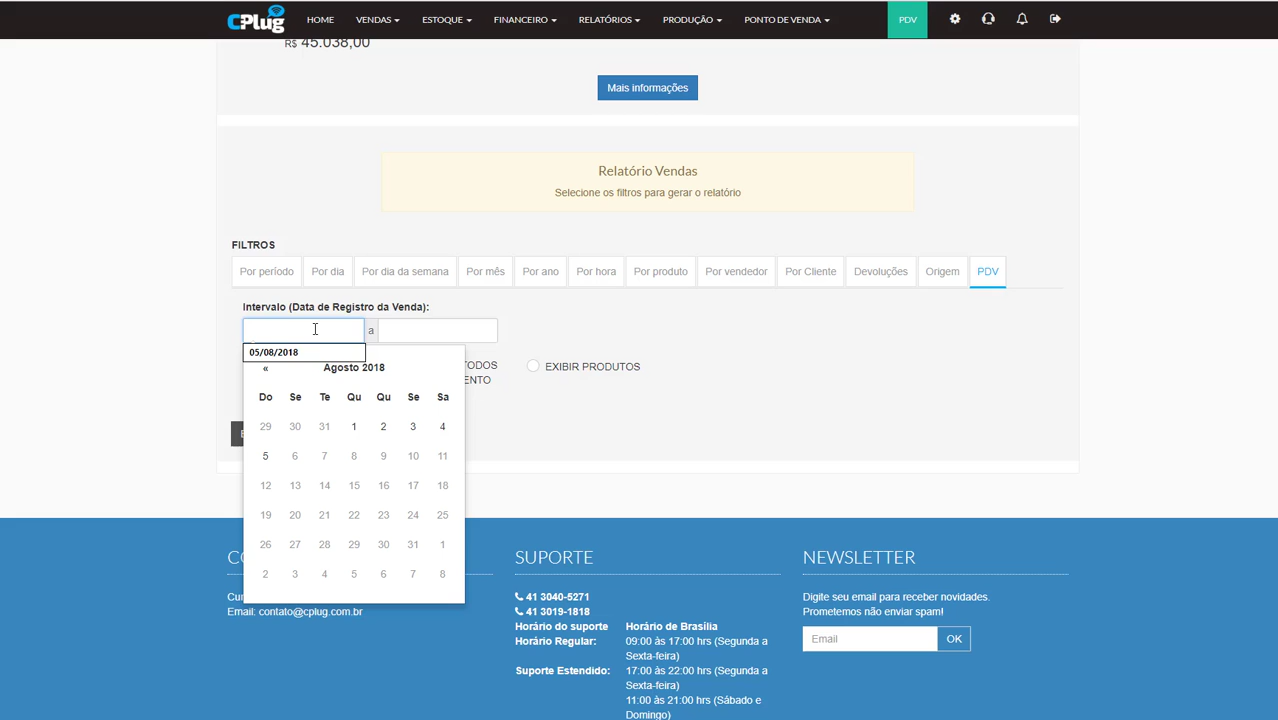 CPlug HOME VENDAS ESTOQUE FINANCEIRO RELATÓRIOS PRODUÇÃO PONTO DE VENDA PDV
R$ 45.038,00
Mais informações
Relatório Vendas
Selecione os filtros para gerar o relatório
FILTROS
Por período Por dia Por dia da semana Por mês Por ano Por hora Por produto Por vendedor Por Cliente Devoluções Origem PDV
Intervalo (Data de Registro da Venda):
a
05/08/2018
« Agosto 2018
TODOS
ENTO
EXIBIR PRODUTOS
Do Se Te Qu Qu Se Sa
29 30 31 1 2 3 4
5 6 7 8 9 10 11
12 13 14 15 16 17 18
19 20 21 22 23 24 25
26 27 28 29 30 31 1
2 3 4 5 6 7 8
Email: contato@cplug.com.br
SUPORTE
41 3040-5271
41 3019-1818
Horário do suporte Horário de Brasília
Horário Regular: 09:00 às 17:00 hrs (Segunda a
Sexta-feira)
Suporte Estendido: 17:00 às 22:00 hrs (Segunda a
Sexta-feira)
11:00 às 21:00 hrs (Sábado e
Domingo)
NEWSLETTER
Digite seu email para receber novidades.
Prometemos não enviar spam!
Email OK